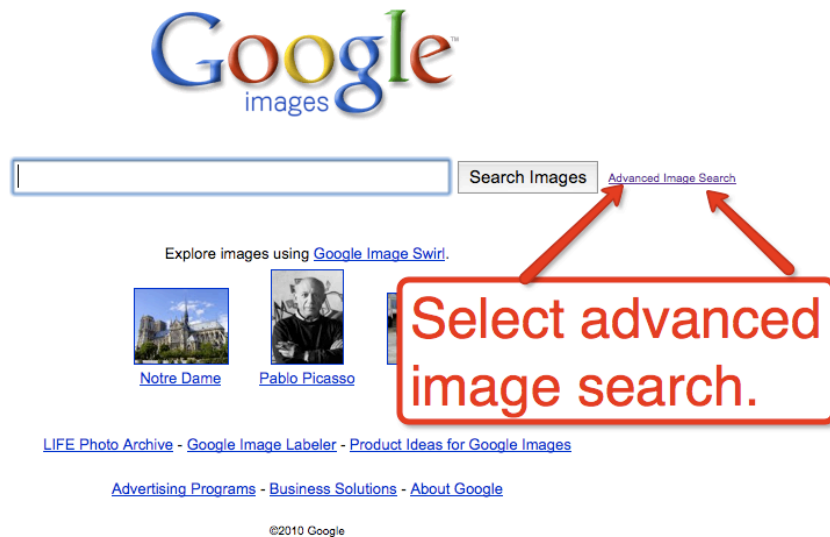 Google™
images
Search Images
Advanced Image Search
Explore images using Google Image Swirl.
Select advanced
image search.
Notre Dame
Pablo Picasso
LIFE Photo Archive - Google Image Labeler - Product Ideas for Google Images
Advertising Programs - Business Solutions - About Google
©2010 Google